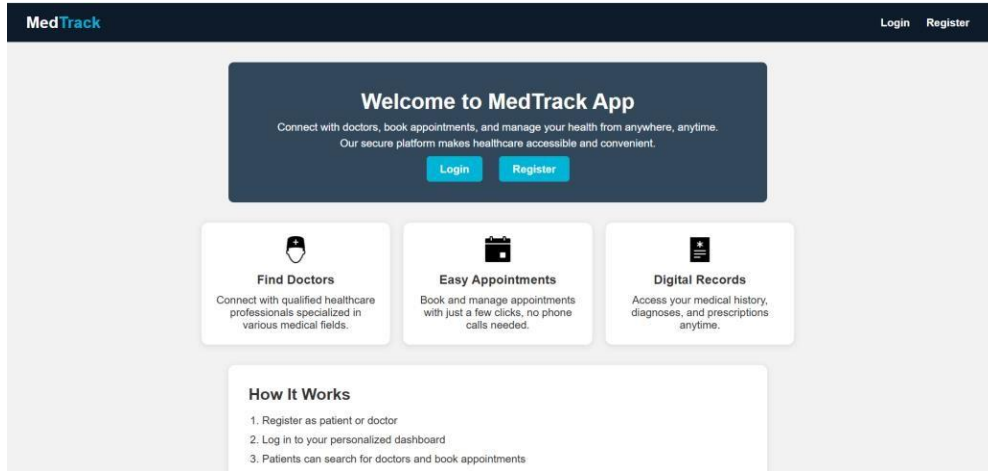 MedTrack
Login Register
Welcome to MedTrack App
Connect with doctors, book appointments, and manage your health from anywhere, anytime.
Our secure platform makes healthcare accessible and convenient.
Login Register
Find Doctors
Connect with qualified healthcare
professionals specialized in
various medical fields.
Easy Appointments
Book and manage appointments
with just a few clicks, no phone
calls needed.
Digital Records
Access your medical history,
diagnoses, and prescriptions
anytime.
How It Works
1. Register as patient or doctor
2. Log in to your personalized dashboard
3. Patients can search for doctors and book appointments